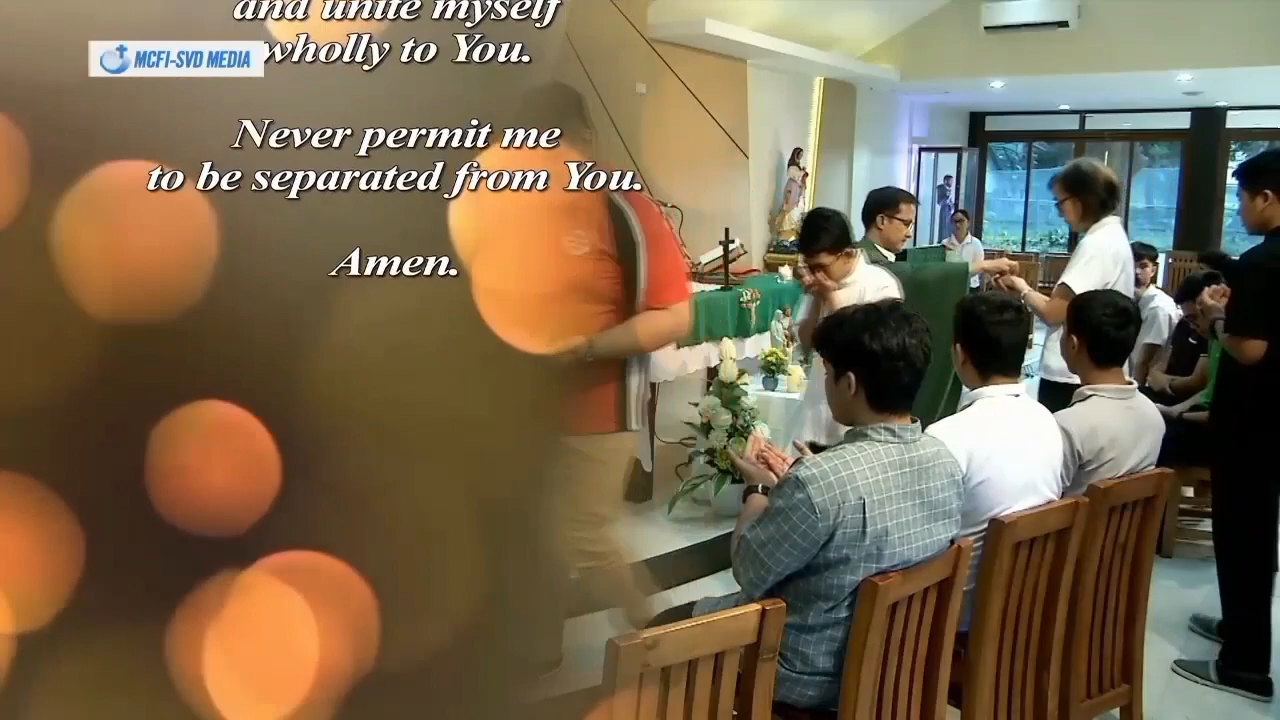 and unite myself
MCFI-SVD MEDIA
wholly to You.
Never permit me
to be separated from You.
Amen.